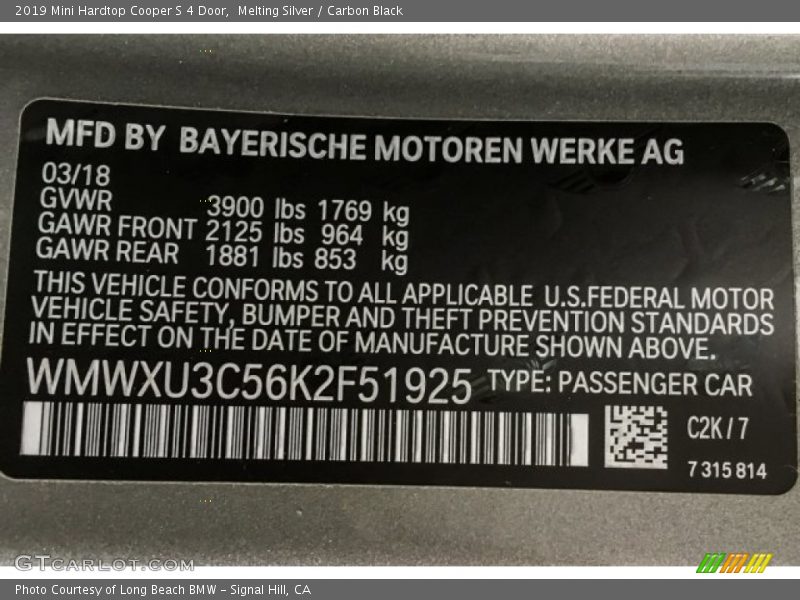 2019 Mini Hardtop Cooper S 4 Door,  Melting Silver / Carbon Black
MFD BY BAYERISCHE MOTOREN WERKE AG
03/18
GVWR 3900 lbs 1769 kg
GAWR FRONT 2125 lbs 964 kg
GAWR REAR 1881 lbs 853 kg
THIS VEHICLE CONFORMS TO ALL APPLICABLE U.S.FEDERAL MOTOR
VEHICLE SAFETY, BUMPER AND THEFT PREVENTION STANDARDS
IN EFFECT ON THE DATE OF MANUFACTURE SHOWN ABOVE.
WMWXU3C56K2F51925 TYPE: PASSENGER CAR
C2K / 7
7 315 814
GTCARLOT.COM
Photo Courtesy of Long Beach BMW - Signal Hill, CA